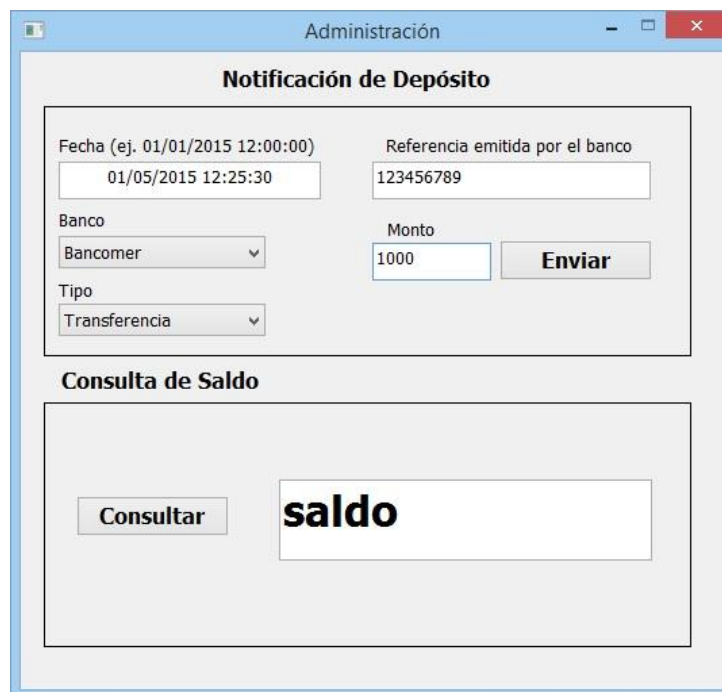 Administración
Notificación de Depósito
Fecha (ej. 01/01/2015 12:00:00)
Referencia emitida por el banco
01/05/2015 12:25:30
123456789
Banco
Monto
Bancomer
1000
Enviar
Tipo
Transferencia
Consulta de Saldo
Consultar
saldo